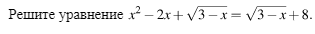 Решите уравнение x² − 2x + √(3 − x) = √(3 − x) + 8.